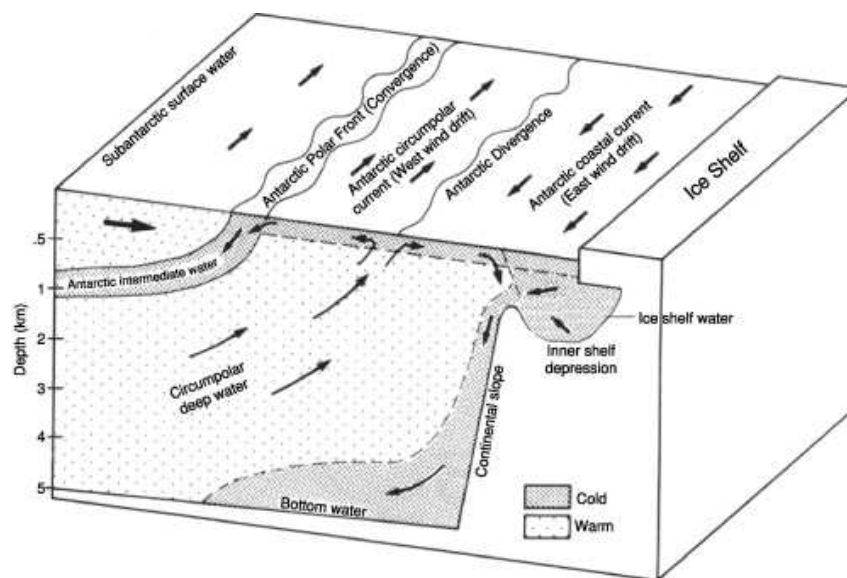 Subantarctic surface water
Antarctic Polar Front (Convergence)
Antarctic circumpolar
current (West wind drift)
Antarctic Divergence
Antarctic coastal current
(East wind drift)
Ice Shelf
.5
1
2
3
4
5
Depth (km)
Antarctic intermediate water
Circumpolar
deep water
Bottom water
Continental slope
Ice shelf water
Inner shelf
depression
Cold
Warm